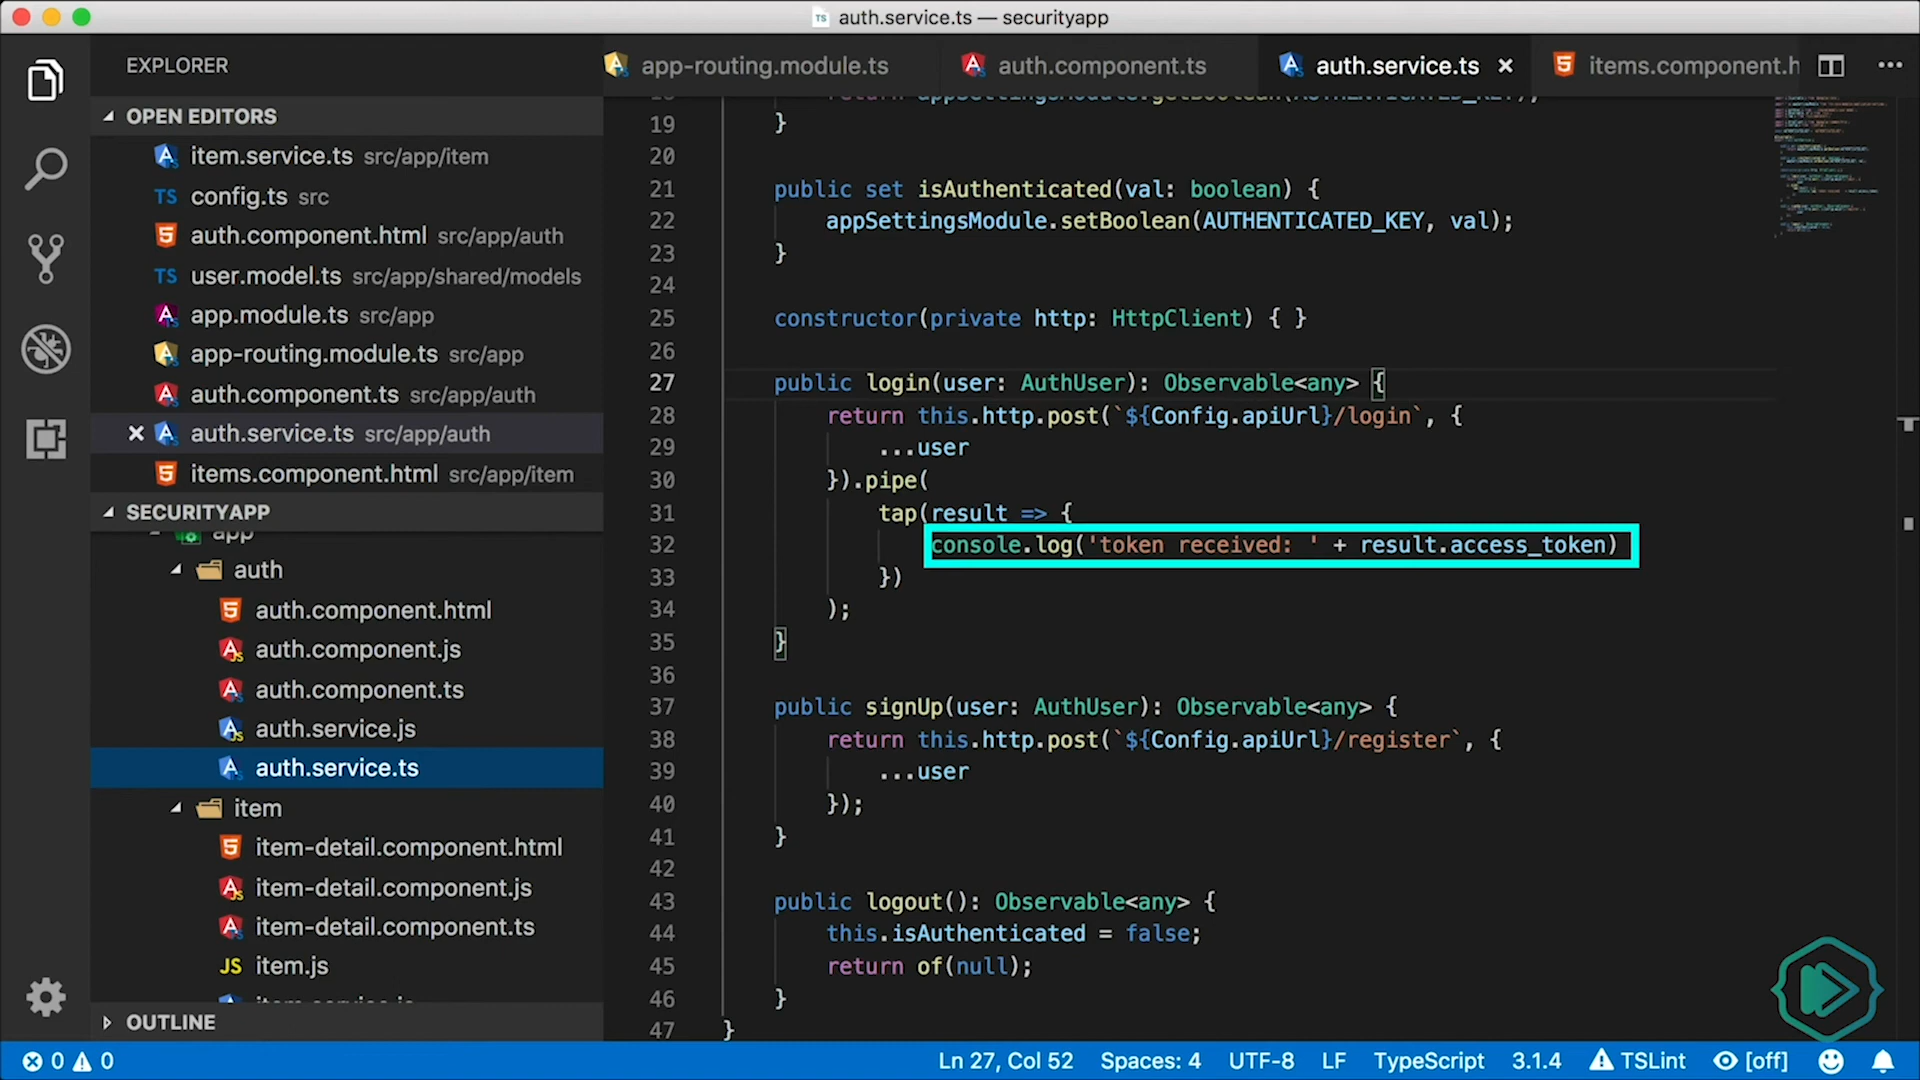 auth.service.ts — securityapp
EXPLORER
app-routing.module.ts
auth.component.ts
auth.service.ts ×
items.component.h
OPEN EDITORS
item.service.ts src/app/item
config.ts src
auth.component.html src/app/auth
user.model.ts src/app/shared/models
app.module.ts src/app
app-routing.module.ts src/app
auth.component.ts src/app/auth
auth.service.ts src/app/auth
items.component.html src/app/item
SECURITYAPP
app
auth
auth.component.html
auth.component.js
auth.component.ts
auth.service.js
auth.service.ts
item
item-detail.component.html
item-detail.component.js
item-detail.component.ts
JS item.js
item.service.js
OUTLINE
18 return appSettingsModule.getBoolean(AUTHENTICATED_KEY);
19 }
20
21 public set isAuthenticated(val: boolean) {
22 appSettingsModule.setBoolean(AUTHENTICATED_KEY, val);
23 }
24
25 constructor(private http: HttpClient) { }
26
27 public login(user: AuthUser): Observable<any> {
28 return this.http.post(`${Config.apiUrl}/login`, {
29 ...user
30 }).pipe(
31 tap(result => {
32 console.log('token received: ' + result.access_token)
33 })
34 );
35 }
36
37 public signUp(user: AuthUser): Observable<any> {
38 return this.http.post(`${Config.apiUrl}/register`, {
39 ...user
40 });
41 }
42
43 public logout(): Observable<any> {
44 this.isAuthenticated = false;
45 return of(null);
46 }
47 }
0 0 Ln 27, Col 52 Spaces: 4 UTF-8 LF TypeScript 3.1.4 TSLint [off]